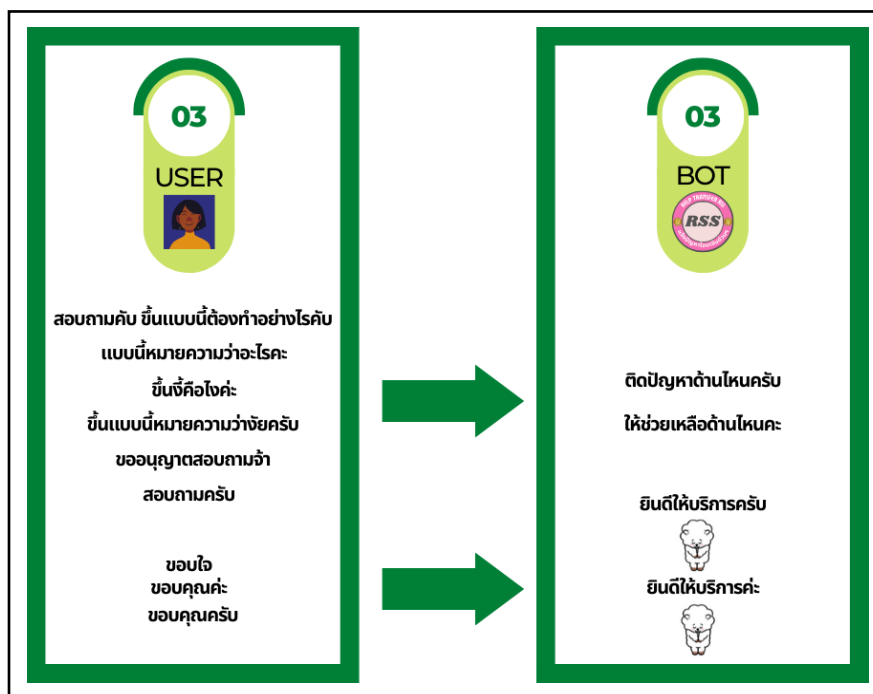 03
USER
สอบถามคับ ขึ้นแบบนี้ต้องทำอย่างไรคับ
แบบนี้หมายความว่าอะไรคะ
ขึ้นงี้คือไงค่ะ
ขึ้นแบบนี้หมายความว่างัยครับ
ขออนุญาตสอบถามจ้า
สอบถามครับ
ขอบใจ
ขอบคุณค่ะ
ขอบคุณครับ
03
BOT
RSS
ติดปัญหาด้านไหนครับ
ให้ช่วยเหลือด้านไหนคะ
ยินดีให้บริการครับ
ยินดีให้บริการค่ะ